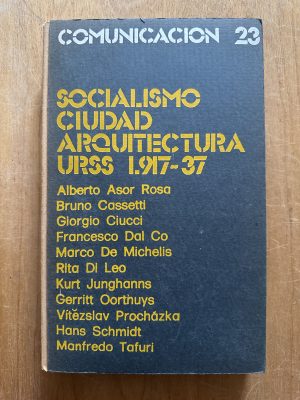 COMUNICACION 23
SOCIALISMO
CIUDAD
ARQUITECTURA
URSS 1.917-37
Alberto Asor Rosa
Bruno Cassetti
Giorgio Ciucci
Francesco Dal Co
Marco De Michelis
Rita Di Leo
Kurt Junghanns
Gerritt Oorthuys
Vítězslav Procházka
Hans Schmidt
Manfredo Tafuri